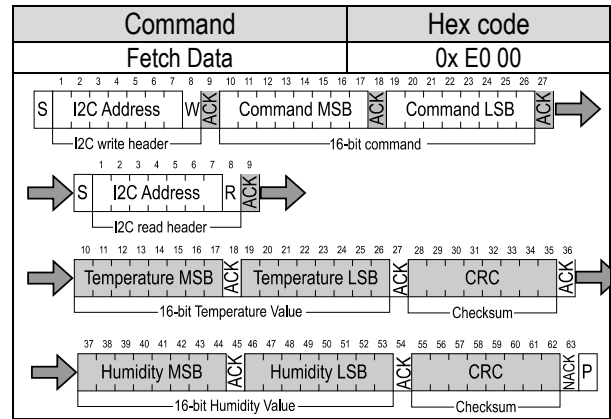 Command Hex code
Fetch Data 0x E0 00
1 2 3 4 5 6 7 8 9 10 11 12 13 14 15 16 17 18 19 20 21 22 23 24 25 26 27
S I2C Address W ACK Command MSB ACK Command LSB ACK
I2C write header 16-bit command
1 2 3 4 5 6 7 8 9
S I2C Address R ACK
I2C read header
10 11 12 13 14 15 16 17 18 19 20 21 22 23 24 25 26 27 28 29 30 31 32 33 34 35 36
Temperature MSB ACK Temperature LSB ACK CRC ACK
16-bit Temperature Value Checksum
37 38 39 40 41 42 43 44 45 46 47 48 49 50 51 52 53 54 55 56 57 58 59 60 61 62 63
Humidity MSB ACK Humidity LSB ACK CRC NACK P
16-bit Humidity Value Checksum